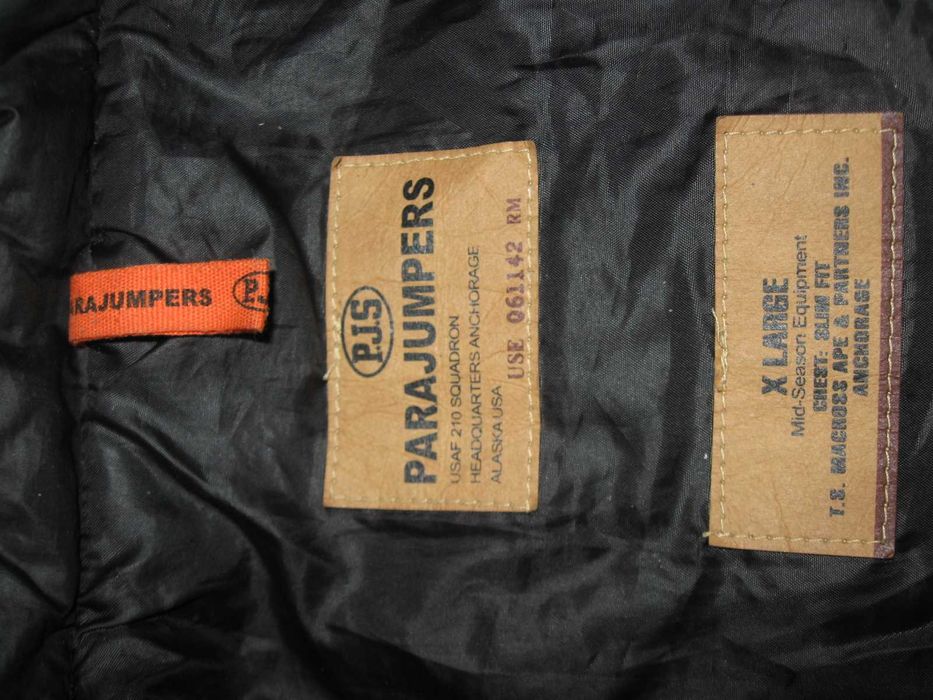 RAJUMPERS P.J.
P.J.S
PARAJUMPERS
USAF 210 SQUADRON
HEADQUARTERS ANCHORAGE
ALASKA USA
USE 061142 RM
X LARGE
Mid-Season Equipment
CHEST: SLIM FIT
T.S. MACROSS APE & PARTNERS INC.
ANCHORAGE